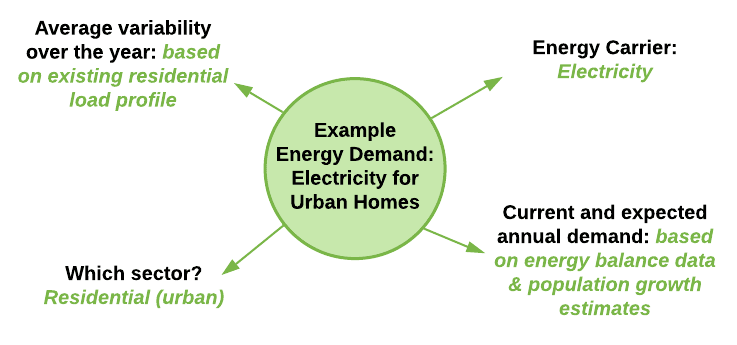 Average variability
over the year: based
on existing residential
load profile
Energy Carrier:
Electricity
Example
Energy Demand:
Electricity for
Urban Homes
Which sector?
Residential (urban)
Current and expected
annual demand: based
on energy balance data
& population growth
estimates